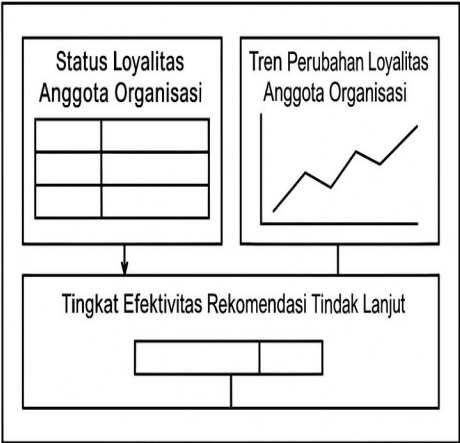 Status Loyalitas
Anggota Organisasi
Tren Perubahan Loyalitas
Anggota Organisasi
Tingkat Efektivitas Rekomendasi Tindak Lanjut